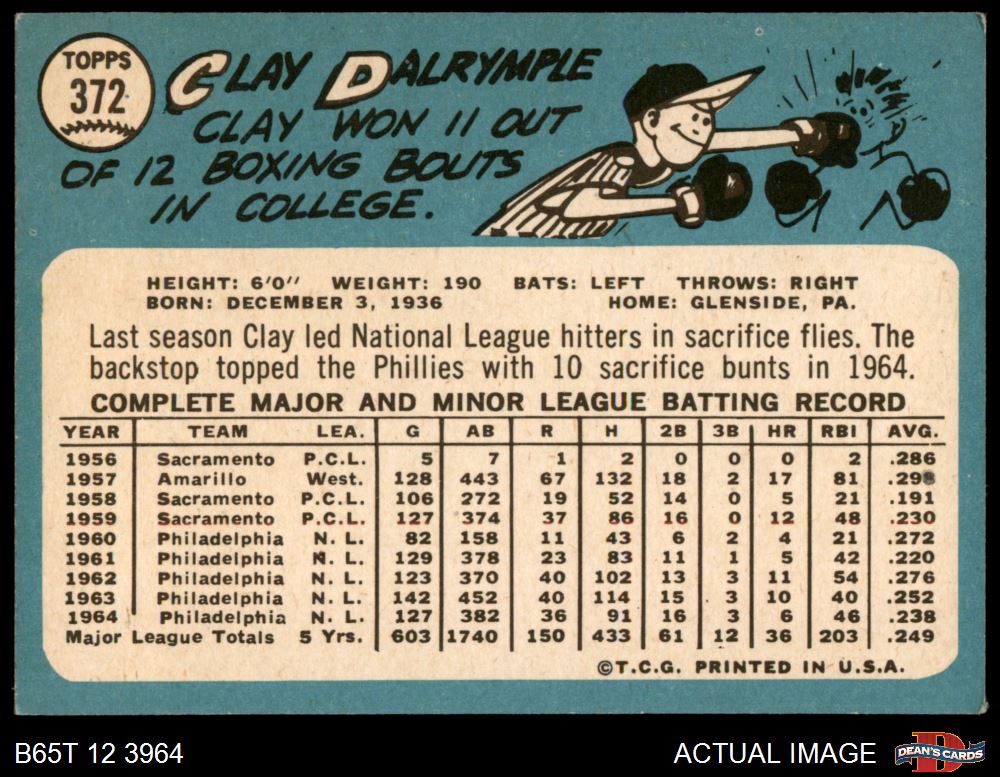 TOPPS
372
CLAY DALRYMPLE
CLAY WON 11 OUT
OF 12 BOXING BOUTS
IN COLLEGE.
HEIGHT: 6'0" WEIGHT: 190 BATS: LEFT THROWS: RIGHT
BORN: DECEMBER 3, 1936 HOME: GLENSIDE, PA.
Last season Clay led National League hitters in sacrifice flies. The
backstop topped the Phillies with 10 sacrifice bunts in 1964.
COMPLETE MAJOR AND MINOR LEAGUE BATTING RECORD
YEAR TEAM LEA. G AB R H 2B 3B HR RBI AVG.
1956 Sacramento P.C.L. 5 7 1 2 0 0 0 2 .286
1957 Amarillo West. 128 443 67 132 18 2 17 81
1958 Sacramento P.C.L. 106 272 19 52 14 0 5 21 .191
1959 Sacramento P.C.L. 127 374 37 86 16 0 12 48 .230
1960 Philadelphia N. L. 82 158 11 43 6 2 4 21 .272
1961 Philadelphia N. L. 129 378 23 83 11 1 5 42 .220
1962 Philadelphia N. L. 123 370 40 102 13 3 11 54 .276
1963 Philadelphia N. L. 142 452 40 114 15 3 10 40 .252
1964 Philadelphia N. L. 127 382 36 91 16 3 6 46 .238
Major League Totals 5 Yrs. 603 1740 150 433 61 12 36 203 .249
©T.C.G. PRINTED IN U.S.A.
B65T 12 3964 ACTUAL IMAGE DEAN'S CARDS